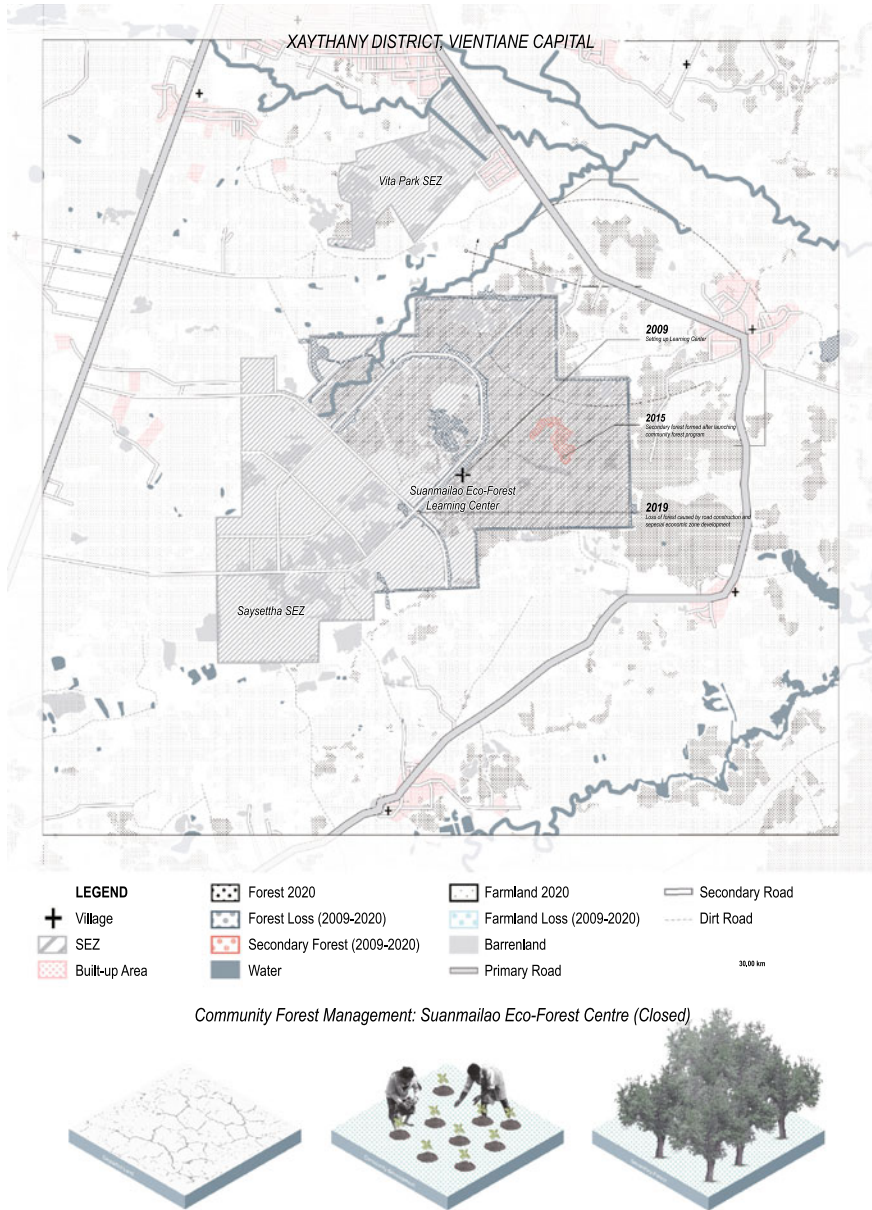 XAYTHANY DISTRICT, VIENTIANE CAPITAL
Vita Park SEZ
2009
Setting up Learning Center
2015
Secondary forest formed after launching
community forest program
Suanmailao Eco-Forest
Learning Center
2019
Loss of forest caused by road construction and
sepecial economic zone development
Saysettha SEZ
LEGEND
Village
SEZ
Built-up Area
Forest 2020
Forest Loss (2009-2020)
Secondary Forest (2009-2020)
Water
Farmland 2020
Farmland Loss (2009-2020)
Barrenland
Primary Road
Secondary Road
Dirt Road
30,00 km
Community Forest Management: Suanmailao Eco-Forest Centre (Closed)